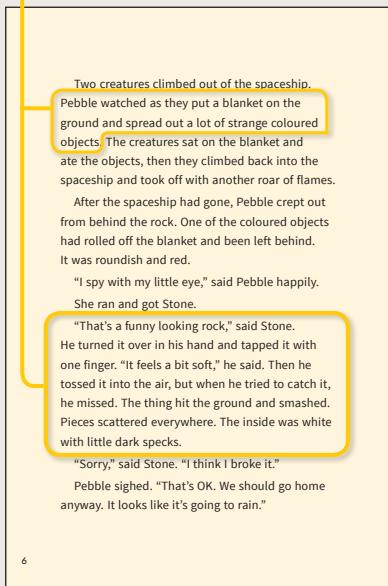 Two creatures climbed out of the spaceship.
Pebble watched as they put a blanket on the
ground and spread out a lot of strange coloured
objects. The creatures sat on the blanket and
ate the objects, then they climbed back into the
spaceship and took off with another roar of flames.
After the spaceship had gone, Pebble crept out
from behind the rock. One of the coloured objects
had rolled off the blanket and been left behind.
It was roundish and red.
“I spy with my little eye,” said Pebble happily.
She ran and got Stone.
“That’s a funny looking rock,” said Stone.
He turned it over in his hand and tapped it with
one finger. “It feels a bit soft,” he said. Then he
tossed it into the air, but when he tried to catch it,
he missed. The thing hit the ground and smashed.
Pieces scattered everywhere. The inside was white
with little dark specks.
“Sorry,” said Stone. “I think I broke it.”
Pebble sighed. “That’s OK. We should go home
anyway. It looks like it’s going to rain.”
6